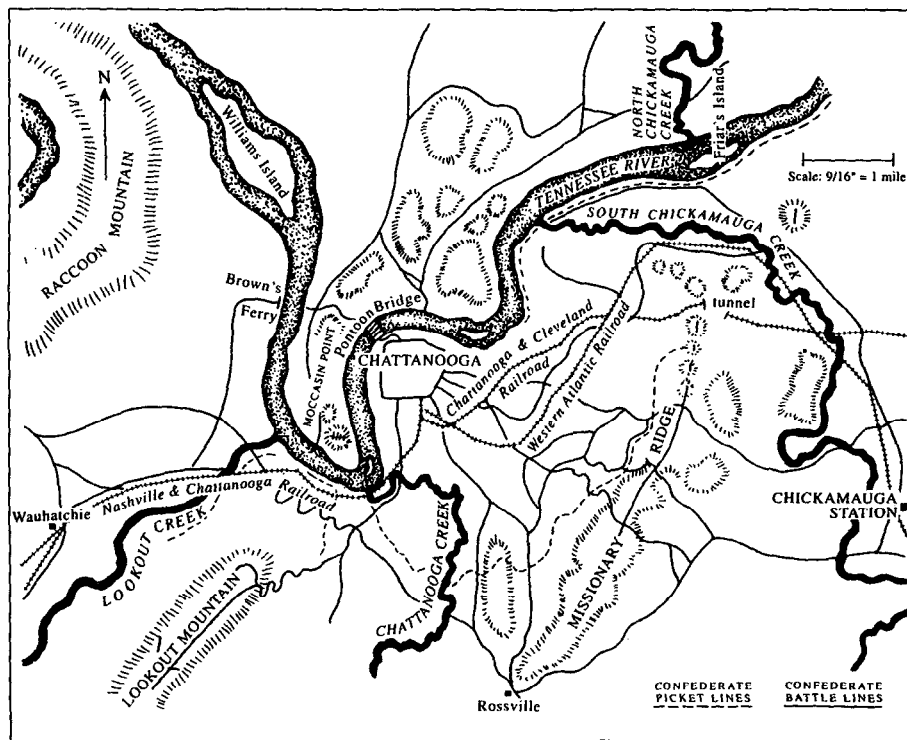 N
RACCOON MOUNTAIN
Williams Island
NORTH
CHICKAMAUGA
CREEK
Friar's Island
TENNESSEE RIVER
Scale: 9/16" = 1 mile
SOUTH CHICKAMAUGA
CREEK
Brown's
Ferry
MOCCASIN POINT
Pontoon Bridge
CHATTANOOGA
Chattanooga & Cleveland
Railroad
Western Atlantic Railroad
tunnel
MISSIONARY
RIDGE
Nashville & Chattanooga
Railroad
Wauhatchie
LOOKOUT CREEK
LOOKOUT MOUNTAIN
CHATTANOOGA CREEK
CHICKAMAUGA
STATION
Rossville
CONFEDERATE
PICKET LINES
CONFEDERATE
BATTLE LINES